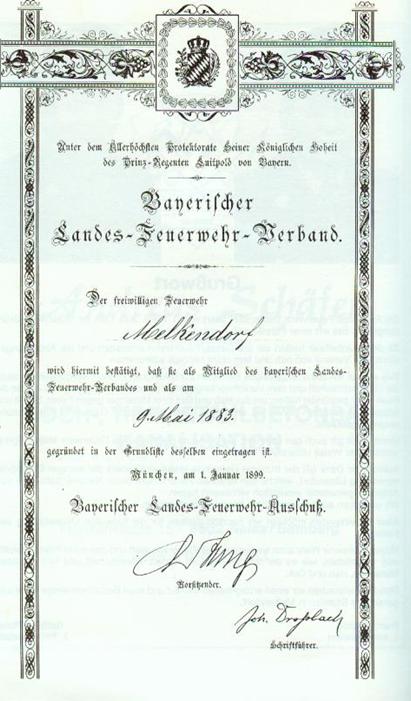 Unter dem Allerhöchsten Protektorate Seiner Königlichen Hoheit
des Prinz-Regenten Luitpold von Bayern.
Bayerischer
Landes-Feuerwehr-Verband.
Der freiwilligen Feuerwehr
Melkendorf
wird hiermit bestätigt, daß sie als Mitglied des bayerischen Landes-
Feuerwehr-Verbandes und als am
9. Mai 1883.
gegründet in der Grundliste desselben eingetragen ist.
München, am 1. Januar 1899.
Bayerischer Landes-Feuerwehr-Ausschuß.
Vorsitzender.
Joh.
Schriftführer.